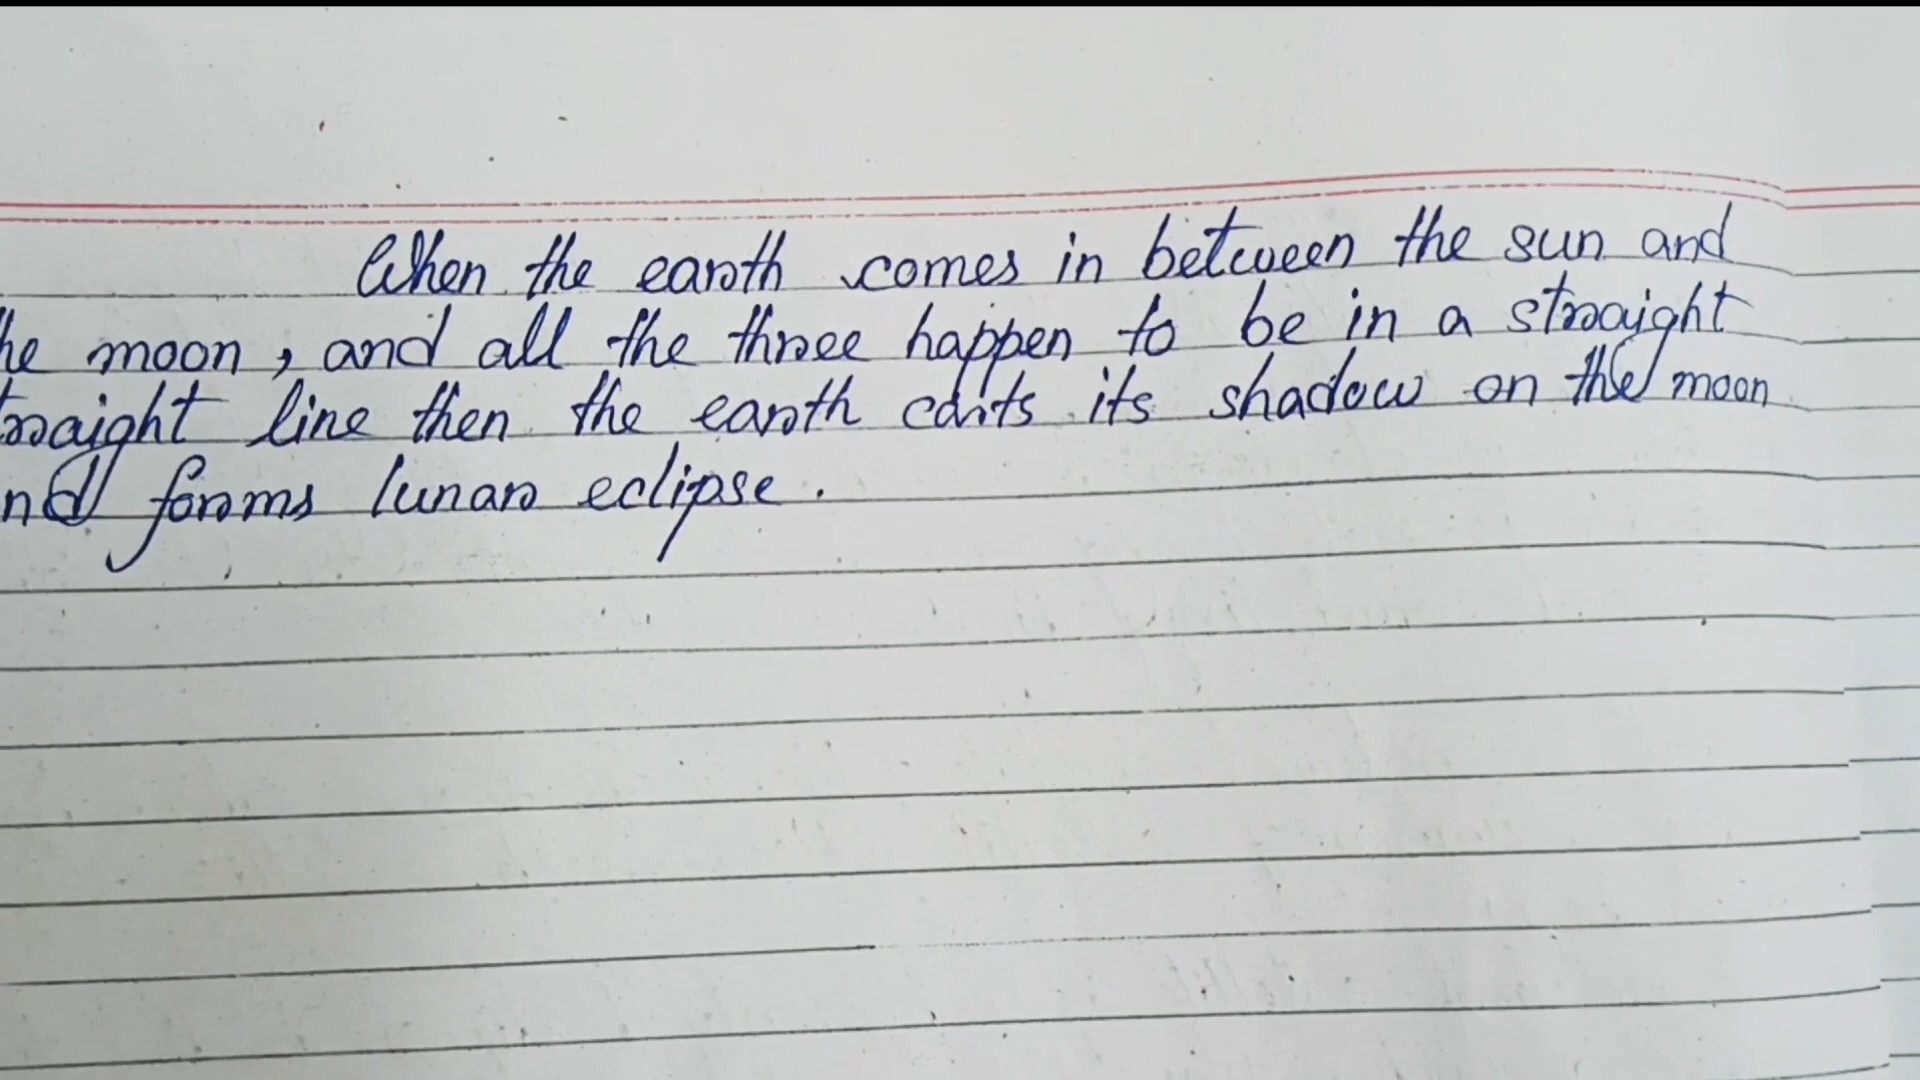 When the earth comes in between the sun and
he moon, and all the three happen to be in a straight
raight line then the earth casts its shadow on the moon
nd forms lunar eclipse.